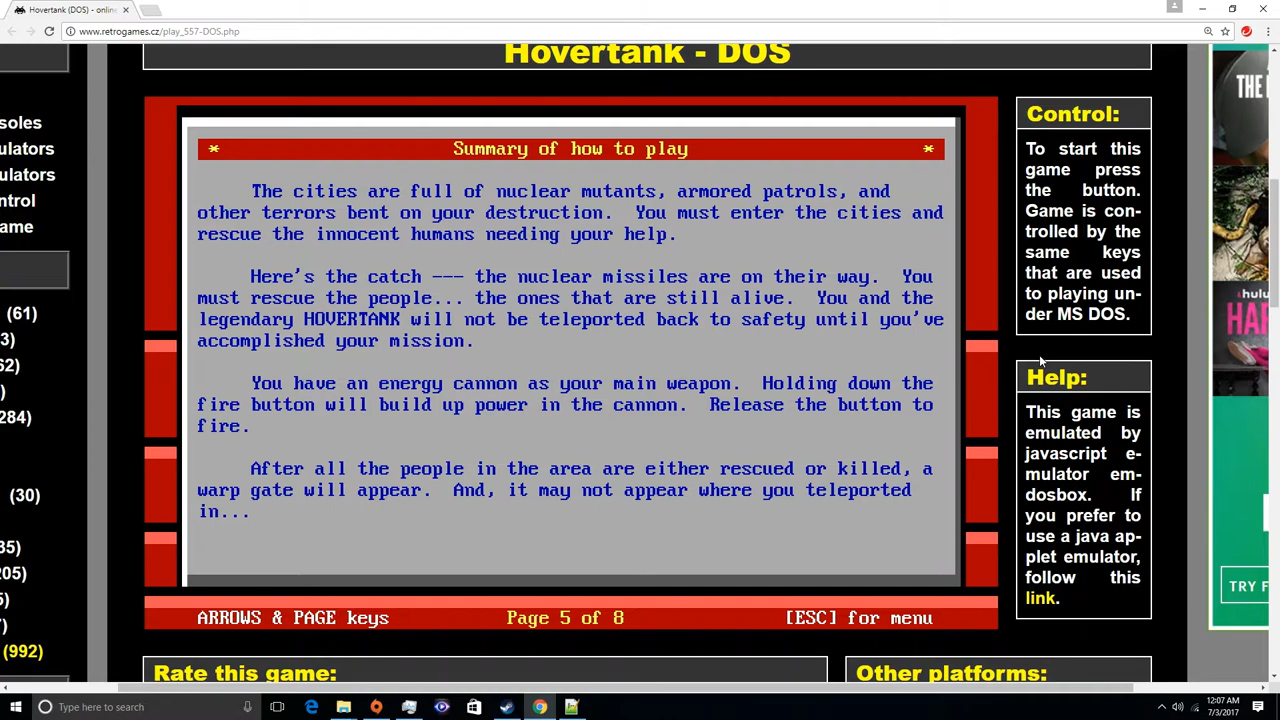 Hovertank (DOS) - onlin
www.retrogames.cz/play_557-DOS.php
Hovertank - DOS
soles
ulators
ulators
ntrol
ame
(61)
3)
62)
)
284)
(30)
35)
205)
5)
7)
(992)
* Summary of how to play *
The cities are full of nuclear mutants, armored patrols, and
other terrors bent on your destruction. You must enter the cities and
rescue the innocent humans needing your help.
Here's the catch --- the nuclear missiles are on their way. You
must rescue the people... the ones that are still alive. You and the
legendary HOVERTANK will not be teleported back to safety until you've
accomplished your mission.
You have an energy cannon as your main weapon. Holding down the
fire button will build up power in the cannon. Release the button to
fire.
After all the people in the area are either rescued or killed, a
warp gate will appear. And, it may not appear where you teleported
in...
ARROWS & PAGE keys Page 5 of 8 [ESC] for menu
Control:
To start this
game press
the button.
Game is con-
trolled by the
same keys
that are used
to playing un-
der MS DOS.
Help:
This game is
emulated by
javascript e-
mulator em-
dosbox. If
you prefer to
use a java ap-
plet emulator,
follow this
link.
THE
hulu
HAR
TRY F
Rate this game:
Other platforms:
Type here to search
12:07 AM
7/3/2017